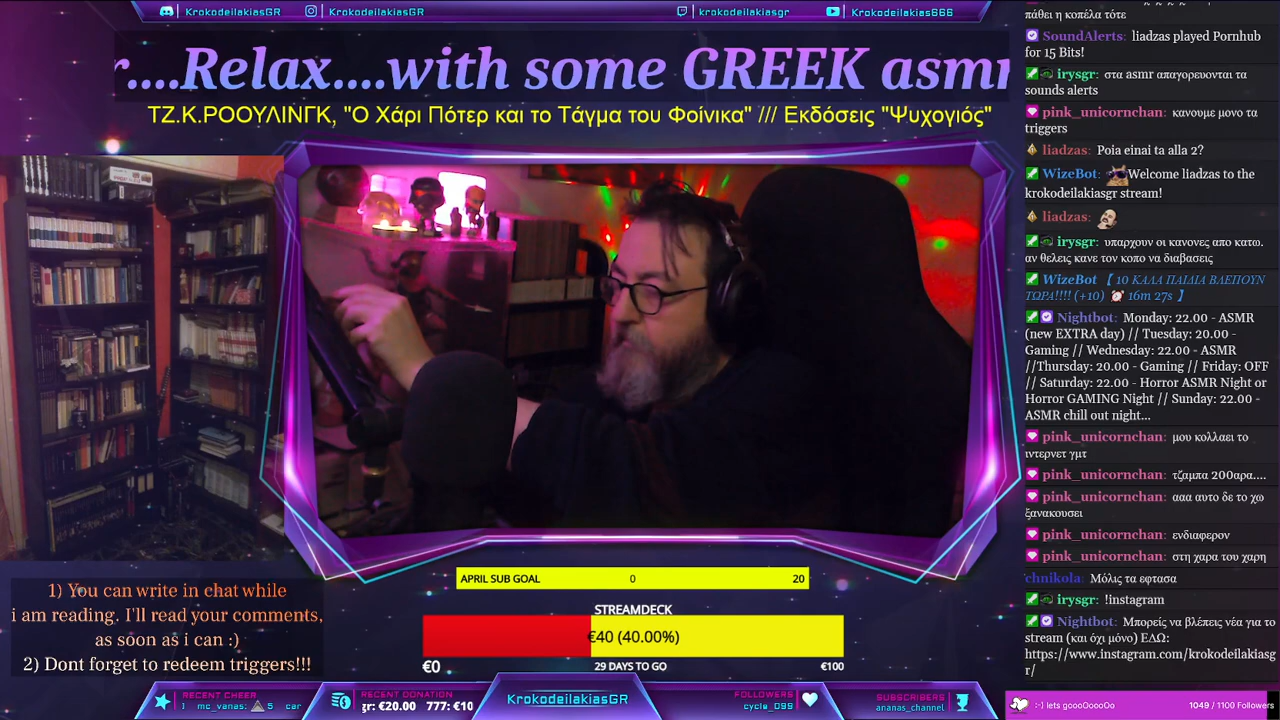 KrokodeilakiasGR
KrokodeilakiasGR
krokodeilakiasgr
Krokodeilakias666
....Relax....with some GREEK asmr
ΤΖ.Κ.ΡΟΟΥΛΙΝΓΚ, "Ο Χάρι Πότερ και το Τάγμα του Φοίνικα" /// Εκδόσεις "Ψυχογιός"
πάθει η κοπέλα τότε
SoundAlerts: liadzas played Pornhub
for 15 Bits!
irysgr: στα asmr απαγορευονται τα
sounds alerts
pink_unicornchan: κανουμε μονο τα
triggers
liadzas: Poia einai ta alla 2?
WizeBot: Welcome liadzas to the
krokodeilakiasgr stream!
liadzas:
irysgr: υπαρχουν οι κανονες απο κατω.
αν θελεις κανε τον κοπο να διαβασεις
WizeBot 【 10 ΚΑΛΑ ΠΑΙΔΙΑ ΒΛΕΠΟΥΝ
ΤΩΡΑ!!!! (+10) 16m 27s 】
Nightbot: Monday: 22.00 - ASMR
(new EXTRA day) // Tuesday: 20.00 -
Gaming // Wednesday: 22.00 - ASMR
//Thursday: 20.00 - Gaming // Friday: OFF
// Saturday: 22.00 - Horror ASMR Night or
Horror GAMING Night // Sunday: 22.00 -
ASMR chill out night...
pink_unicornchan: μου κολλαει το
ιντερνετ γμτ
pink_unicornchan: τζαμπα 200αρα....
pink_unicornchan: ααα αυτο δε το χω
ξανακουσει
pink_unicornchan: ενδιαφερον
pink_unicornchan: στη χαρα του χαρη
chnikola: Μόλις τα εφτασα
irysgr: !instagram
Nightbot: Μπορείς να βλέπεις νέα για το
stream (και όχι μόνο) ΕΔΩ:
https://www.instagram.com/krokodeilakiasg
r/
APRIL SUB GOAL 0 20
STREAMDECK
€40 (40.00%)
€0 29 DAYS TO GO €100
1) You can write in chat while
i am reading. I'll read your comments,
as soon as i can :)
2) Dont forget to redeem triggers!!!
RECENT CHEER
mc_vanas: 5 car
RECENT DONATION
gr: €20.00 777: €10
KrokodeilakiasGR
FOLLOWERS
cycle_099
SUBSCRIBERS
ananas_channel
:-) lets goooOoooOo 1049 / 1100 Followers